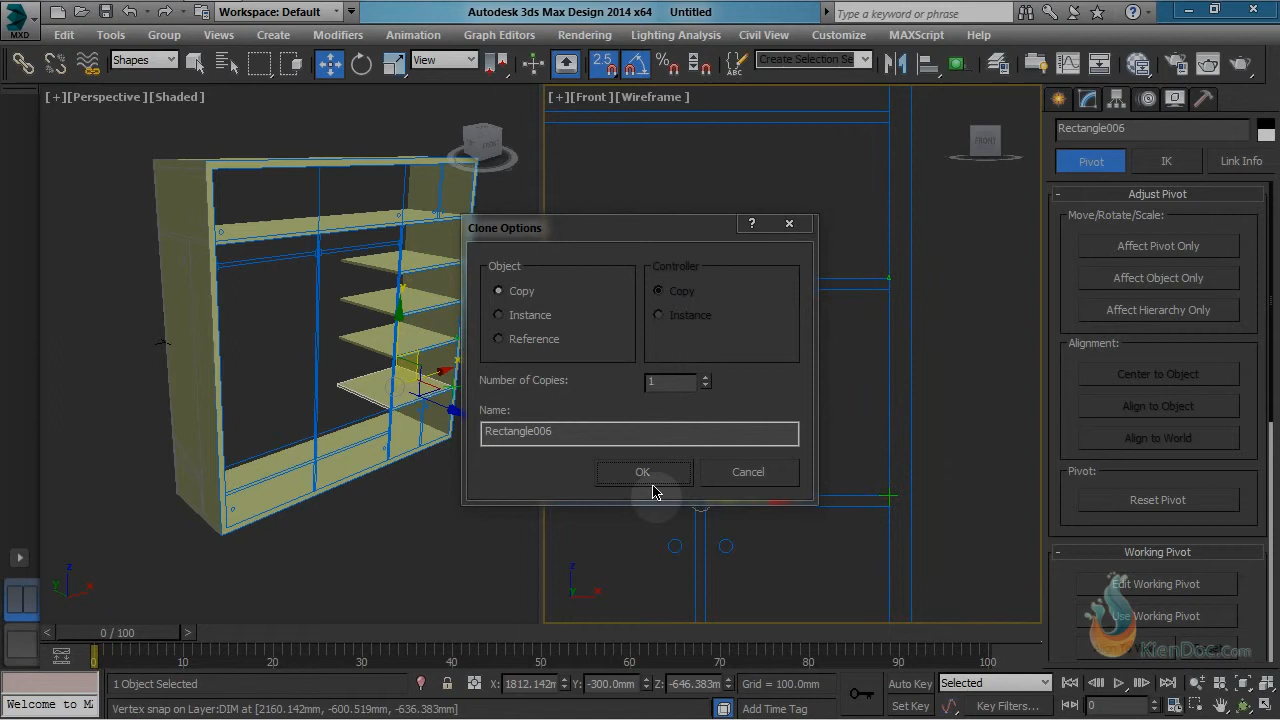 MXD
Workspace: Default
Autodesk 3ds Max Design 2014 x64 Untitled
Type a keyword or phrase
Edit Tools Group Views Create Modifiers Animation Graph Editors Rendering Lighting Analysis Civil View Customize MAXScript Help
Shapes View 2.5 Create Selection Se
[+][Perspective][Shaded]
[+][Front][Wireframe]
FRONT
Rectangle006
Pivot IK Link Info
- Adjust Pivot
Move/Rotate/Scale:
Affect Pivot Only
Affect Object Only
Affect Hierarchy Only
Alignment:
Center to Object
Align to Object
Align to World
Pivot:
Reset Pivot
- Working Pivot
Edit Working Pivot
Use Working Pivot
Clone Options
?
Object
Copy
Instance
Reference
Controller
Copy
Instance
Number of Copies:
1
Name:
Rectangle006
OK Cancel
z
y
x
z
x
KienDoc.Com
< 0 / 100 >
0 10 20 30 40 50 60 70 80 90 100
1 Object Selected
X: 1812.142m Y: -300.0mm Z: -646.383m
Grid = 100.0mm
Auto Key Selected
Welcome to M
Vertex snap on Layer:DIM at [2160.142mm, -600.519mm, -636.383mm]
Add Time Tag
Set Key Key Filters...
0